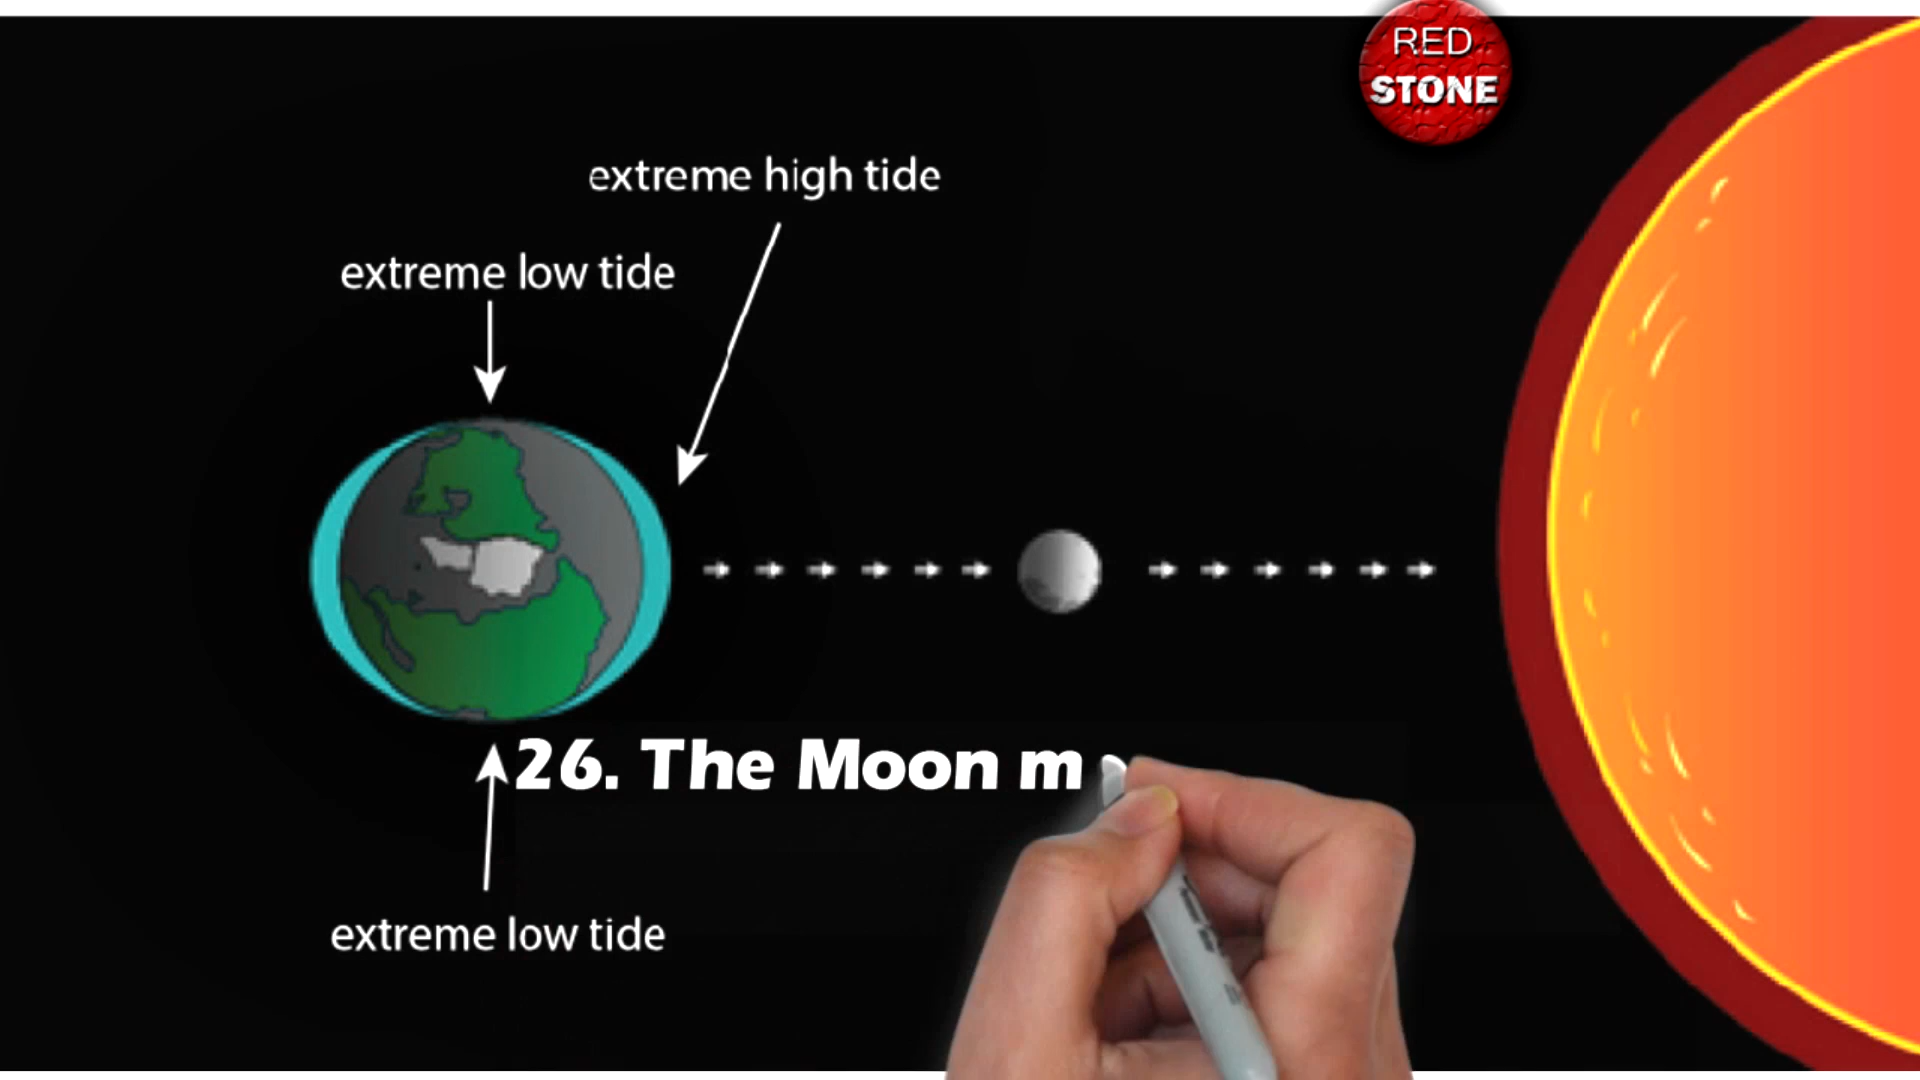 RED
STONE
extreme high tide
extreme low tide
26. The Moon m
extreme low tide